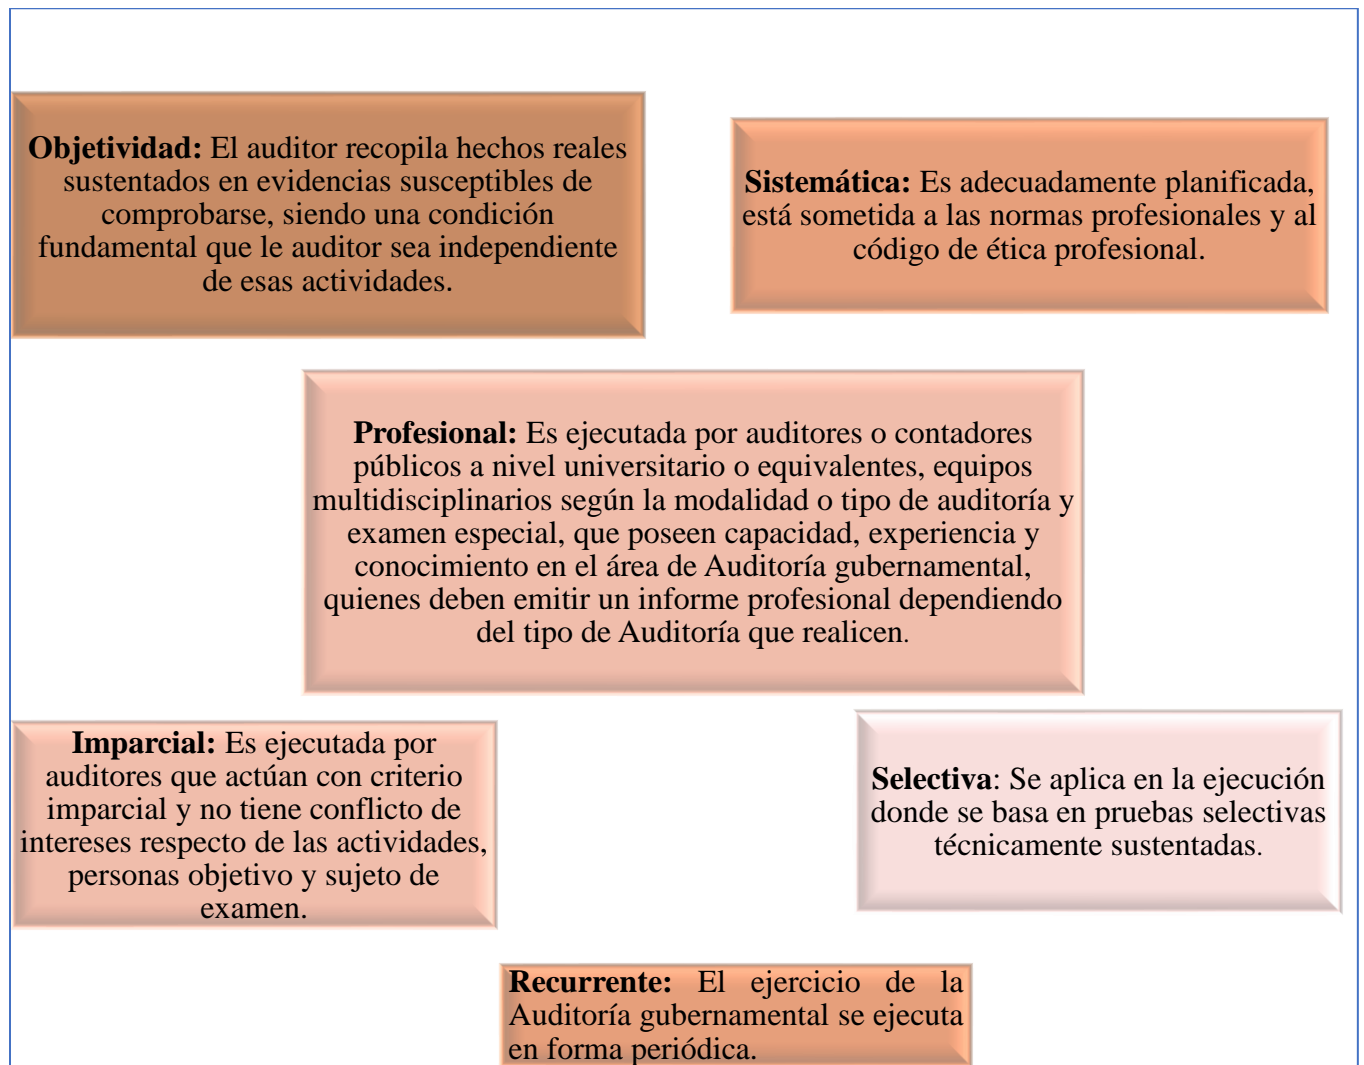 Objetividad: El auditor recopila hechos reales
sustentados en evidencias susceptibles de
comprobarse, siendo una condición
fundamental que le auditor sea independiente
de esas actividades.
Sistemática: Es adecuadamente planificada,
está sometida a las normas profesionales y al
código de ética profesional.
Profesional: Es ejecutada por auditores o contadores
públicos a nivel universitario o equivalentes, equipos
multidisciplinarios según la modalidad o tipo de auditoría y
examen especial, que poseen capacidad, experiencia y
conocimiento en el área de Auditoría gubernamental,
quienes deben emitir un informe profesional dependiendo
del tipo de Auditoría que realicen.
Imparcial: Es ejecutada por
auditores que actúan con criterio
imparcial y no tiene conflicto de
intereses respecto de las actividades,
personas objetivo y sujeto de
examen.
Selectiva: Se aplica en la ejecución
donde se basa en pruebas selectivas
técnicamente sustentadas.
Recurrente: El ejercicio de la
Auditoría gubernamental se ejecuta
en forma periódica.